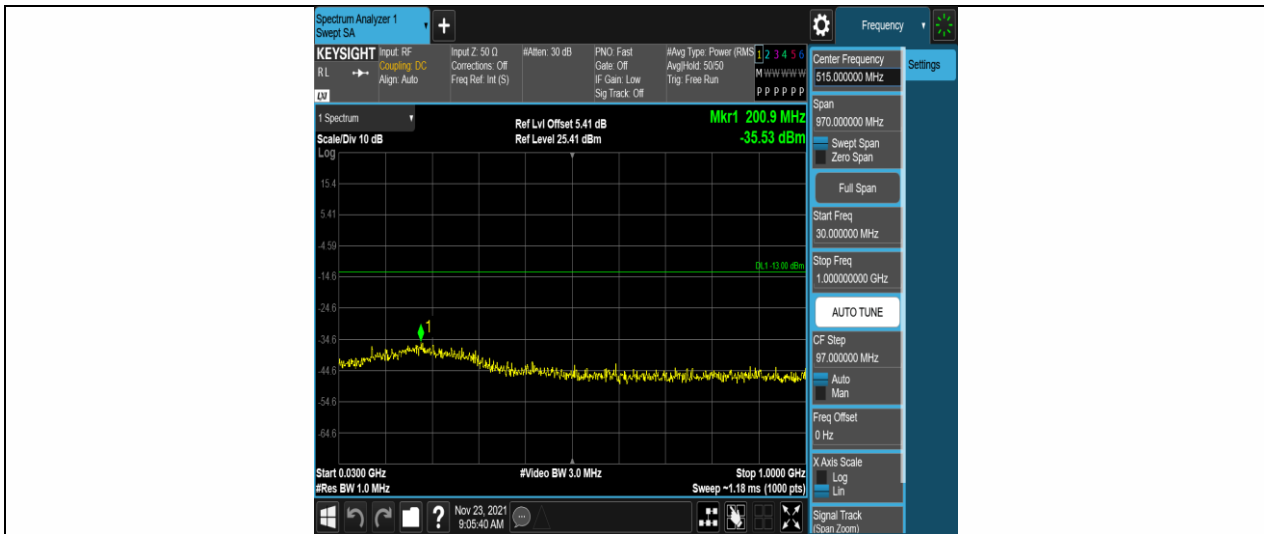 Spectrum Analyzer 1
Swept SA
Frequency
KEYSIGHT
RL
LXI
Input: RF
Coupling: DC
Align: Auto
Input Z: 50 Ω
Corrections: Off
Freq Ref: Int (S)
#Atten: 30 dB
PNO: Fast
Gate: Off
IF Gain: Low
Sig Track: Off
#Avg Type: Power (RMS
Avg|Hold: 50/50
Trig: Free Run
1 2 3 4 5 6
M W W W W W
P P P P P P
1 Spectrum
Scale/Div 10 dB
Log
Ref Lvl Offset 5.41 dB
Ref Level 25.41 dBm
Mkr1 200.9 MHz
-35.53 dBm
15.4
5.41
-4.59
-14.6
-24.6
-34.6
-44.6
-54.6
-64.6
DL1 -13.00 dBm
1
Start 0.0300 GHz
#Res BW 1.0 MHz
#Video BW 3.0 MHz
Stop 1.0000 GHz
Sweep ~1.18 ms (1000 pts)
?
Nov 23, 2021
9:05:40 AM
Center Frequency
515.000000 MHz
Settings
Span
970.000000 MHz
Swept Span
Zero Span
Full Span
Start Freq
30.000000 MHz
Stop Freq
1.000000000 GHz
AUTO TUNE
CF Step
97.000000 MHz
Auto
Man
Freq Offset
0 Hz
X Axis Scale
Log
Lin
Signal Track
(Span Zoom)